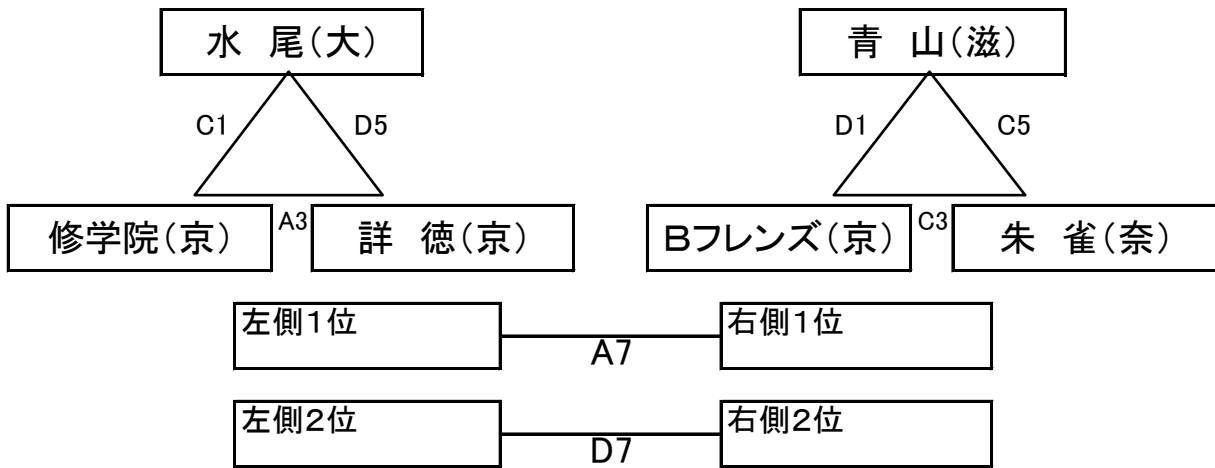 水　尾（大）
青　山（滋）
C1
D5
D1
C5
修学院（京）
A3
詳　徳（京）
Bフレンズ（京）
C3
朱　雀（奈）
左側１位
A7
右側１位
左側２位
D7
右側２位